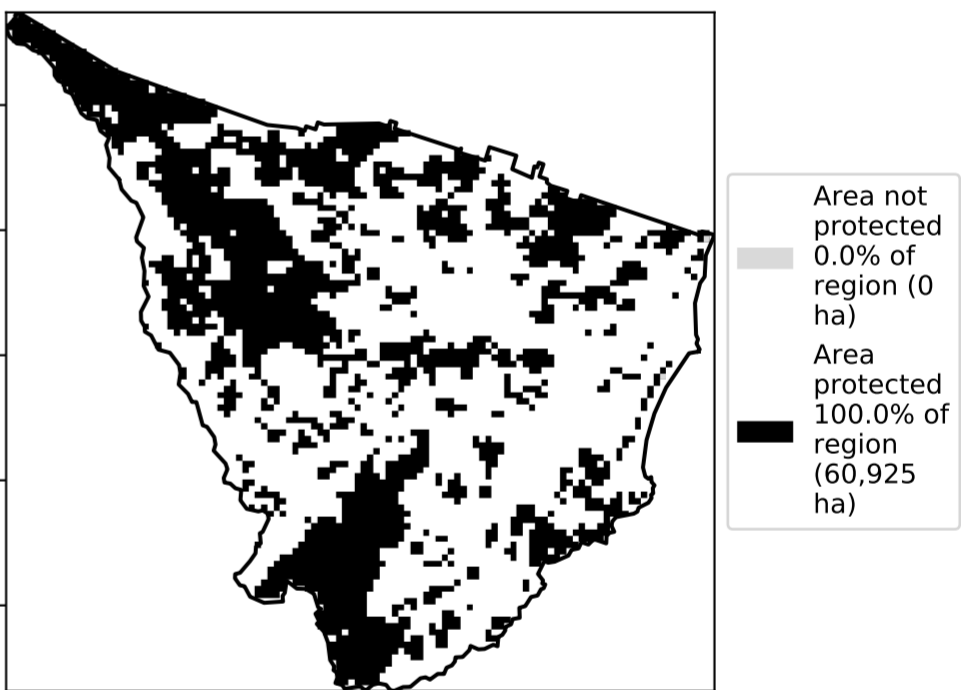 Area not
protected
0.0% of
region (0
ha)
Area
protected
100.0% of
region
(60,925
ha)